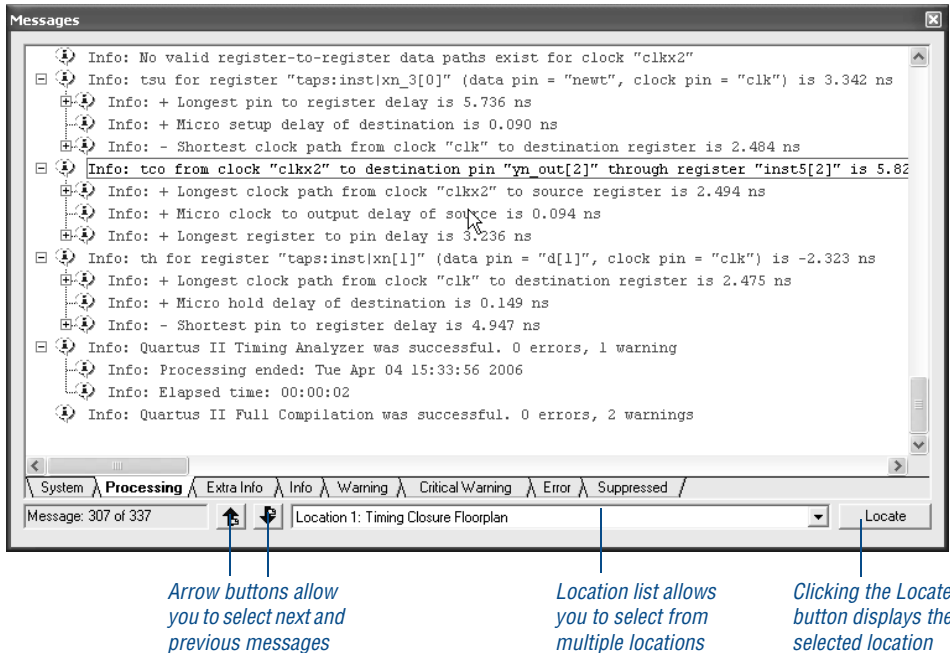 Messages
Info: No valid register-to-register data paths exist for clock "clkx2"
Info: tsu for register "taps:inst|xn_3[0]" (data pin = "newt", clock pin = "clk") is 3.342 ns
Info: + Longest pin to register delay is 5.736 ns
Info: + Micro setup delay of destination is 0.090 ns
Info: - Shortest clock path from clock "clk" to destination register is 2.484 ns
Info: tco from clock "clkx2" to destination pin "yn_out[2]" through register "inst5[2]" is 5.82
Info: + Longest clock path from clock "clkx2" to source register is 2.494 ns
Info: + Micro clock to output delay of source is 0.094 ns
Info: + Longest register to pin delay is 3.236 ns
Info: th for register "taps:inst|xn[1]" (data pin = "d[1]", clock pin = "clk") is -2.323 ns
Info: + Longest clock path from clock "clk" to destination register is 2.475 ns
Info: + Micro hold delay of destination is 0.149 ns
Info: - Shortest pin to register delay is 4.947 ns
Info: Quartus II Timing Analyzer was successful. 0 errors, 1 warning
Info: Processing ended: Tue Apr 04 15:33:56 2006
Info: Elapsed time: 00:00:02
Info: Quartus II Full Compilation was successful. 0 errors, 2 warnings
System Processing Extra Info Info Warning Critical Warning Error Suppressed
Message: 307 of 337 Location 1: Timing Closure Floorplan Locate
Arrow buttons allow
you to select next and
previous messages
Location list allows
you to select from
multiple locations
Clicking the Locate
button displays the
selected location